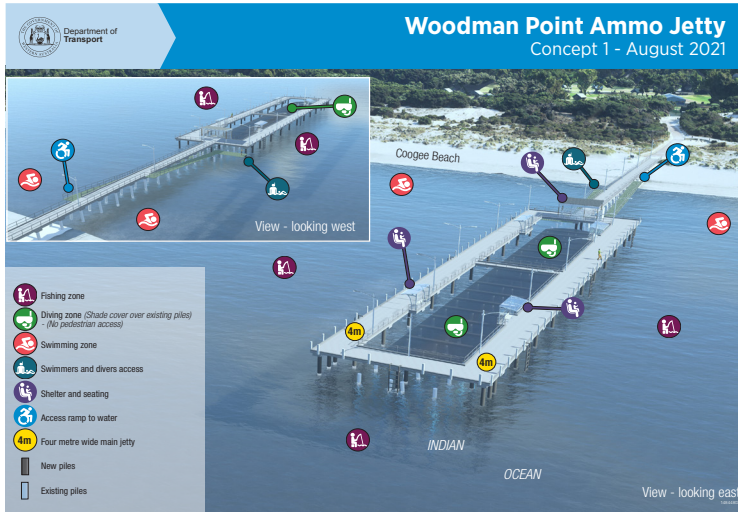 Department of
Transport
Woodman Point Ammo Jetty
Concept 1 - August 2021
Coogee Beach
View - looking west
Fishing zone
Diving zone (Shade cover over existing piles)
- (No pedestrian access)
Swimming zone
Swimmers and divers access
Shelter and seating
Access ramp to water
4m Four metre wide main jetty
New piles
Existing piles
4m
4m
INDIAN
OCEAN
View - looking east